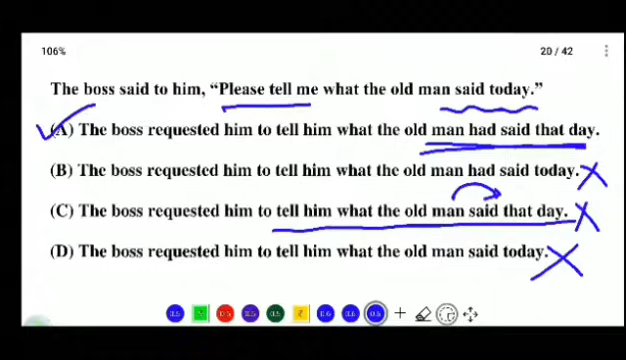 106%
20 / 42
The boss said to him, “Please tell me what the old man said today.”
(A) The boss requested him to tell him what the old man had said that day.
(B) The boss requested him to tell him what the old man had said today.
(C) The boss requested him to tell him what the old man said that day.
(D) The boss requested him to tell him what the old man said today.